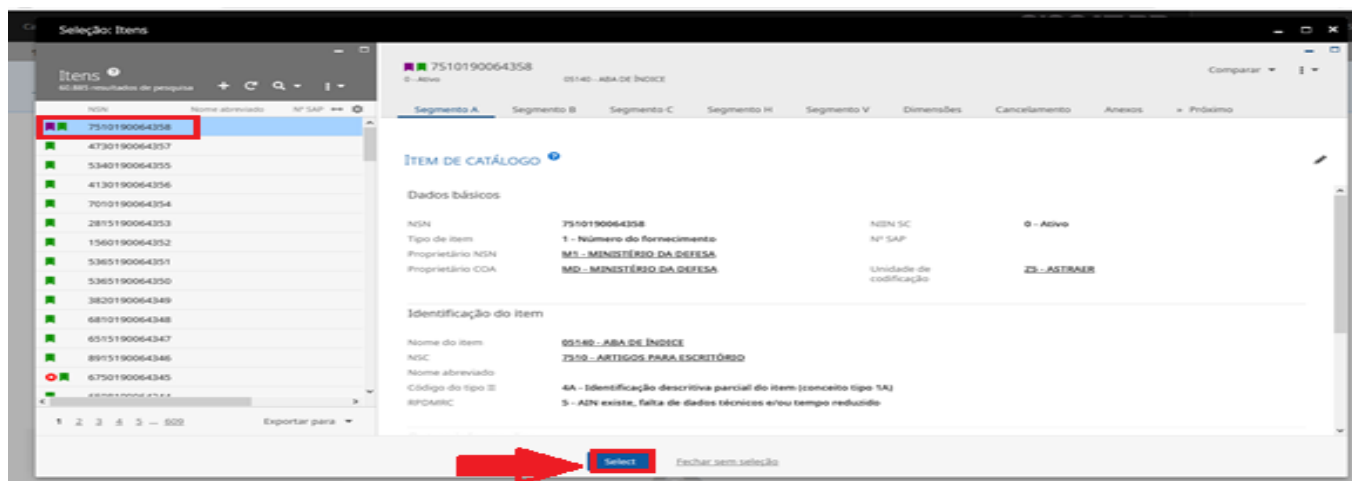 Seleção: Itens
Itens
60.885 resultados de pesquisa
NSN Nome abreviado Nº SAP
7510190064358
4730190064357
5340190064355
4130190064356
7010190064354
2815190064353
1560190064352
5365190064351
5365190064350
3820190064349
6810190064348
6515190064347
8915190064346
6750190064345
1 2 3 4 5 ... 609 Exportar para
7510190064358
0 - Ativo 05140 - ABA DE ÍNDICE
Comparar
Segmento A Segmento B Segmento C Segmento H Segmento V Dimensões Cancelamento Anexos » Próximo
ÍTEM DE CATÁLOGO
Dados básicos
NSN 7510190064358 NIIN SC 0 - Ativo
Tipo de item 1 - Número do fornecimento Nº SAP
Proprietário NSN M1 - MINISTÉRIO DA DEFESA
Proprietário COA MD - MINISTÉRIO DA DEFESA Unidade de codificação ZS - ASTRAER
Identificação do item
Nome do item 05140 - ABA DE ÍNDICE
NSC 7510 - ARTIGOS PARA ESCRITÓRIO
Nome abreviado
Código do tipo II 4A - Identificação descritiva parcial do item (conceito tipo 1A)
RPDMRC 5 - AIN existe, falta de dados técnicos e/ou tempo reduzido
Select Fechar sem seleção